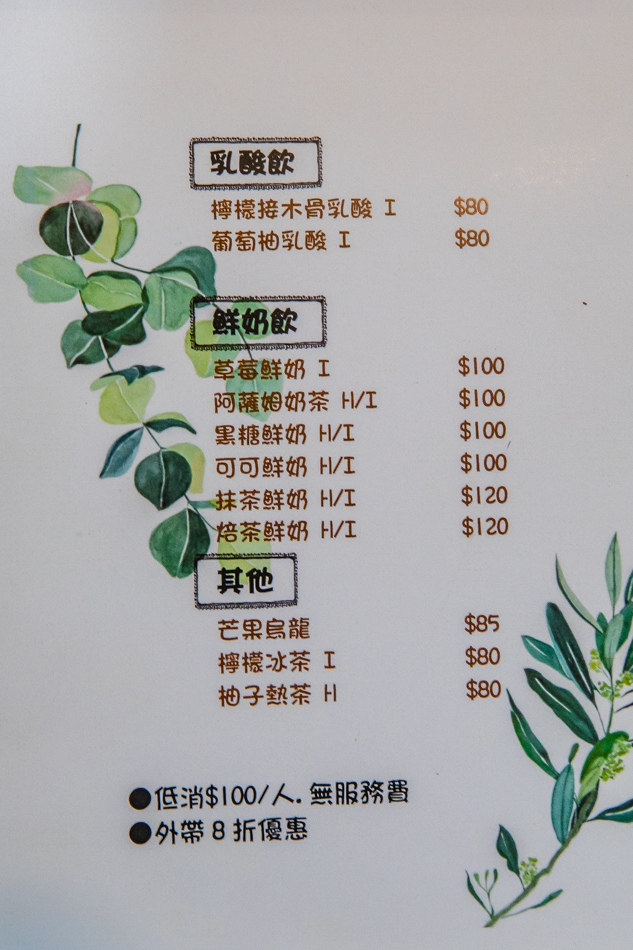 乳酸飲
檸檬接木骨乳酸 I $80
葡萄柚乳酸 I $80
鮮奶飲
草莓鮮奶 I $100
阿薩姆奶茶 H/I $100
黑糖鮮奶 H/I $100
可可鮮奶 H/I $100
抹茶鮮奶 H/I $120
焙茶鮮奶 H/I $120
其他
芒果烏龍 $85
檸檬冰茶 I $80
柚子熱茶 H $80
●低消$100/人. 無服務費
●外帶 8 折優惠